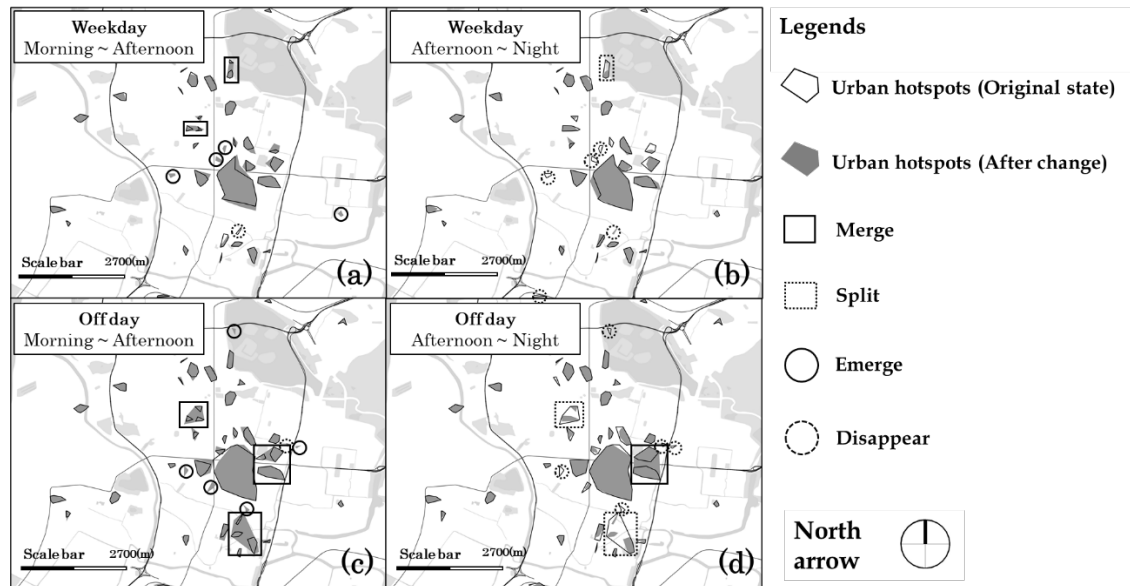 Weekday
Morning ~ Afternoon
Scale bar 2700(m)
(a)
Weekday
Afternoon ~ Night
Scale bar 2700(m)
(b)
Off day
Morning ~ Afternoon
Scale bar 2700(m)
(c)
Off day
Afternoon ~ Night
Scale bar 2700(m)
(d)
Legends
Urban hotspots (Original state)
Urban hotspots (After change)
Merge
Split
Emerge
Disappear
North
arrow